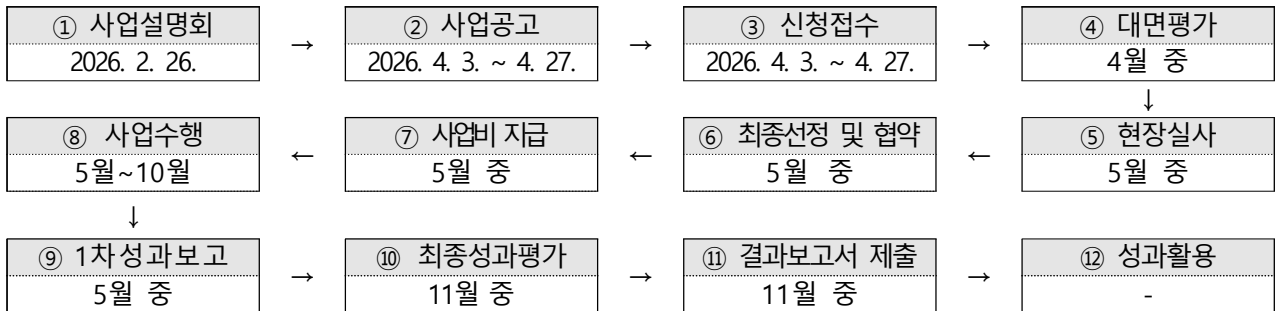 ① 사업설명회 → ② 사업공고 → ③ 신청접수 → ④ 대면평가
2026. 2. 26. 2026. 4. 3. ~ 4. 27. 2026. 4. 3. ~ 4. 27. 4월 중
↓
⑧ 사업수행 ← ⑦ 사업비 지급 ← ⑥ 최종선정 및 협약 ← ⑤ 현장실사
5월~10월 5월 중 5월 중 5월 중
↓
⑨ 1차성과보고 → ⑩ 최종성과평가 → ⑪ 결과보고서 제출 → ⑫ 성과활용
5월 중 11월 중 11월 중 -